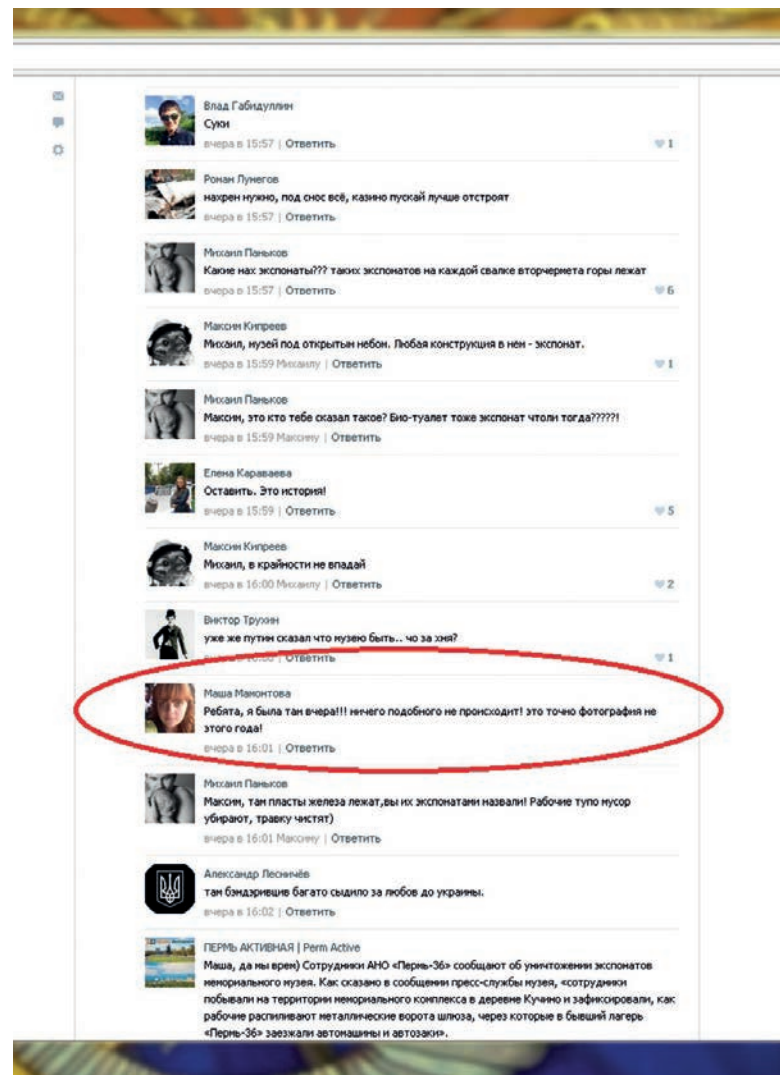 Влад Габидуллин
Суки
вчера в 15:57 | Ответить
1
Роман Лунегов
нахрен нужно, под снос всё, казино пускай лучше отстроят
вчера в 15:57 | Ответить
Михаил Паньков
Какие нах экспонаты??? таких экспонатов на каждой свалке вторчермета горы лежат
вчера в 15:57 | Ответить
6
Максим Кипреев
Михаил, музей под открытым небом. Любая конструкция в нем - экспонат.
вчера в 15:59 Михаилу | Ответить
1
Михаил Паньков
Максим, это кто тебе сказал такое? Био-туалет тоже экспонат чтоли тогда?????!
вчера в 15:59 Максиму | Ответить
Елена Караваева
Оставить. Это история!
вчера в 15:59 | Ответить
5
Максим Кипреев
Михаил, в крайности не впадай
вчера в 16:00 Михаилу | Ответить
2
Виктор Трухин
уже же путин сказал что музею быть.. чо за хня?
вчера в 16:00 | Ответить
1
Маша Мамонтова
Ребята, я была там вчера!!! ничего подобного не происходит! это точно фотография не
этого года!
вчера в 16:01 | Ответить
Михаил Паньков
Максим, там пласты железа лежат,вы их экспонатами назвали! Рабочие тупо мусор
убирают, травку чистят)
вчера в 16:01 Максиму | Ответить
Александр Лесничёв
там бэндэривцив багато сыдило за любов до украины.
вчера в 16:02 | Ответить
ПЕРМЬ АКТИВНАЯ | Perm Active
Маша, да мы врем) Сотрудники АНО «Пермь-36» сообщают об уничтожении экспонатов
мемориального музея. Как сказано в сообщении пресс-службы музея, «сотрудники
побывали на территории мемориального комплекса в деревне Кучино и зафиксировали, как
рабочие распиливают металлические ворота шлюза, через которые в бывший лагерь
«Пермь-36» заезжали автомашины и автозаки».